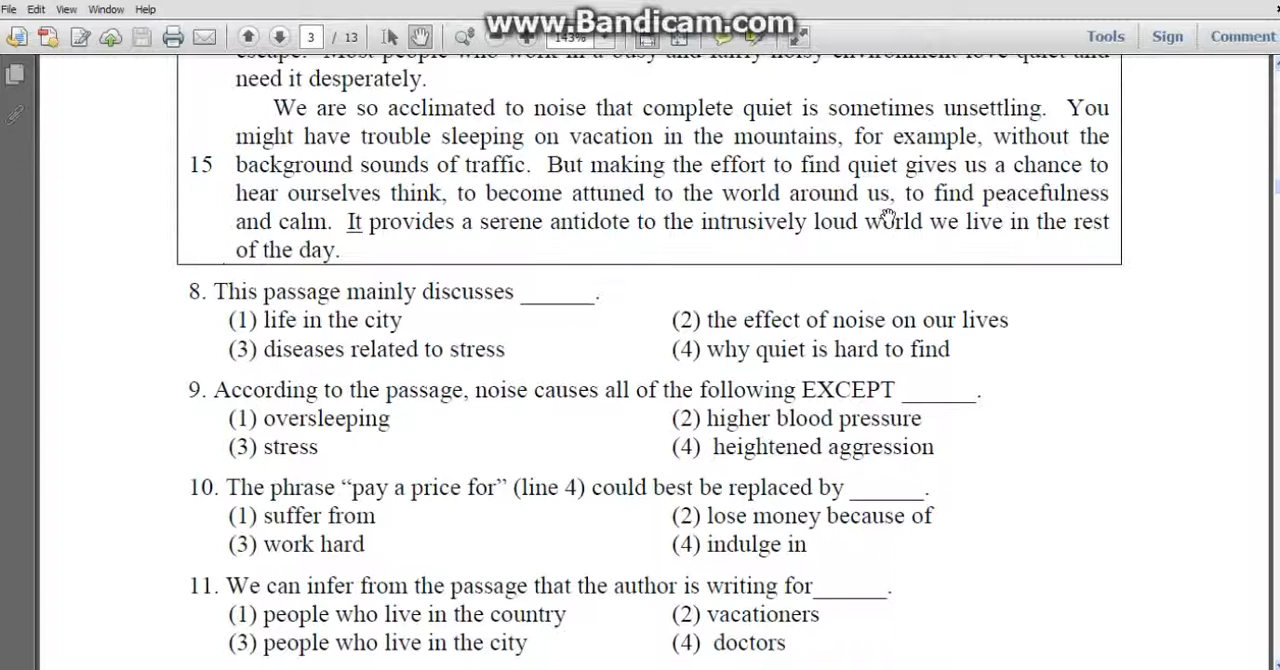 www.Bandicam.com
File Edit View Window Help
3 / 13 143% Tools Sign Comment
need it desperately.
We are so acclimated to noise that complete quiet is sometimes unsettling. You
might have trouble sleeping on vacation in the mountains, for example, without the
15 background sounds of traffic. But making the effort to find quiet gives us a chance to
hear ourselves think, to become attuned to the world around us, to find peacefulness
and calm. It provides a serene antidote to the intrusively loud world we live in the rest
of the day.
8. This passage mainly discusses ______.
(1) life in the city (2) the effect of noise on our lives
(3) diseases related to stress (4) why quiet is hard to find
9. According to the passage, noise causes all of the following EXCEPT ______.
(1) oversleeping (2) higher blood pressure
(3) stress (4) heightened aggression
10. The phrase “pay a price for” (line 4) could best be replaced by ______.
(1) suffer from (2) lose money because of
(3) work hard (4) indulge in
11. We can infer from the passage that the author is writing for______.
(1) people who live in the country (2) vacationers
(3) people who live in the city (4) doctors